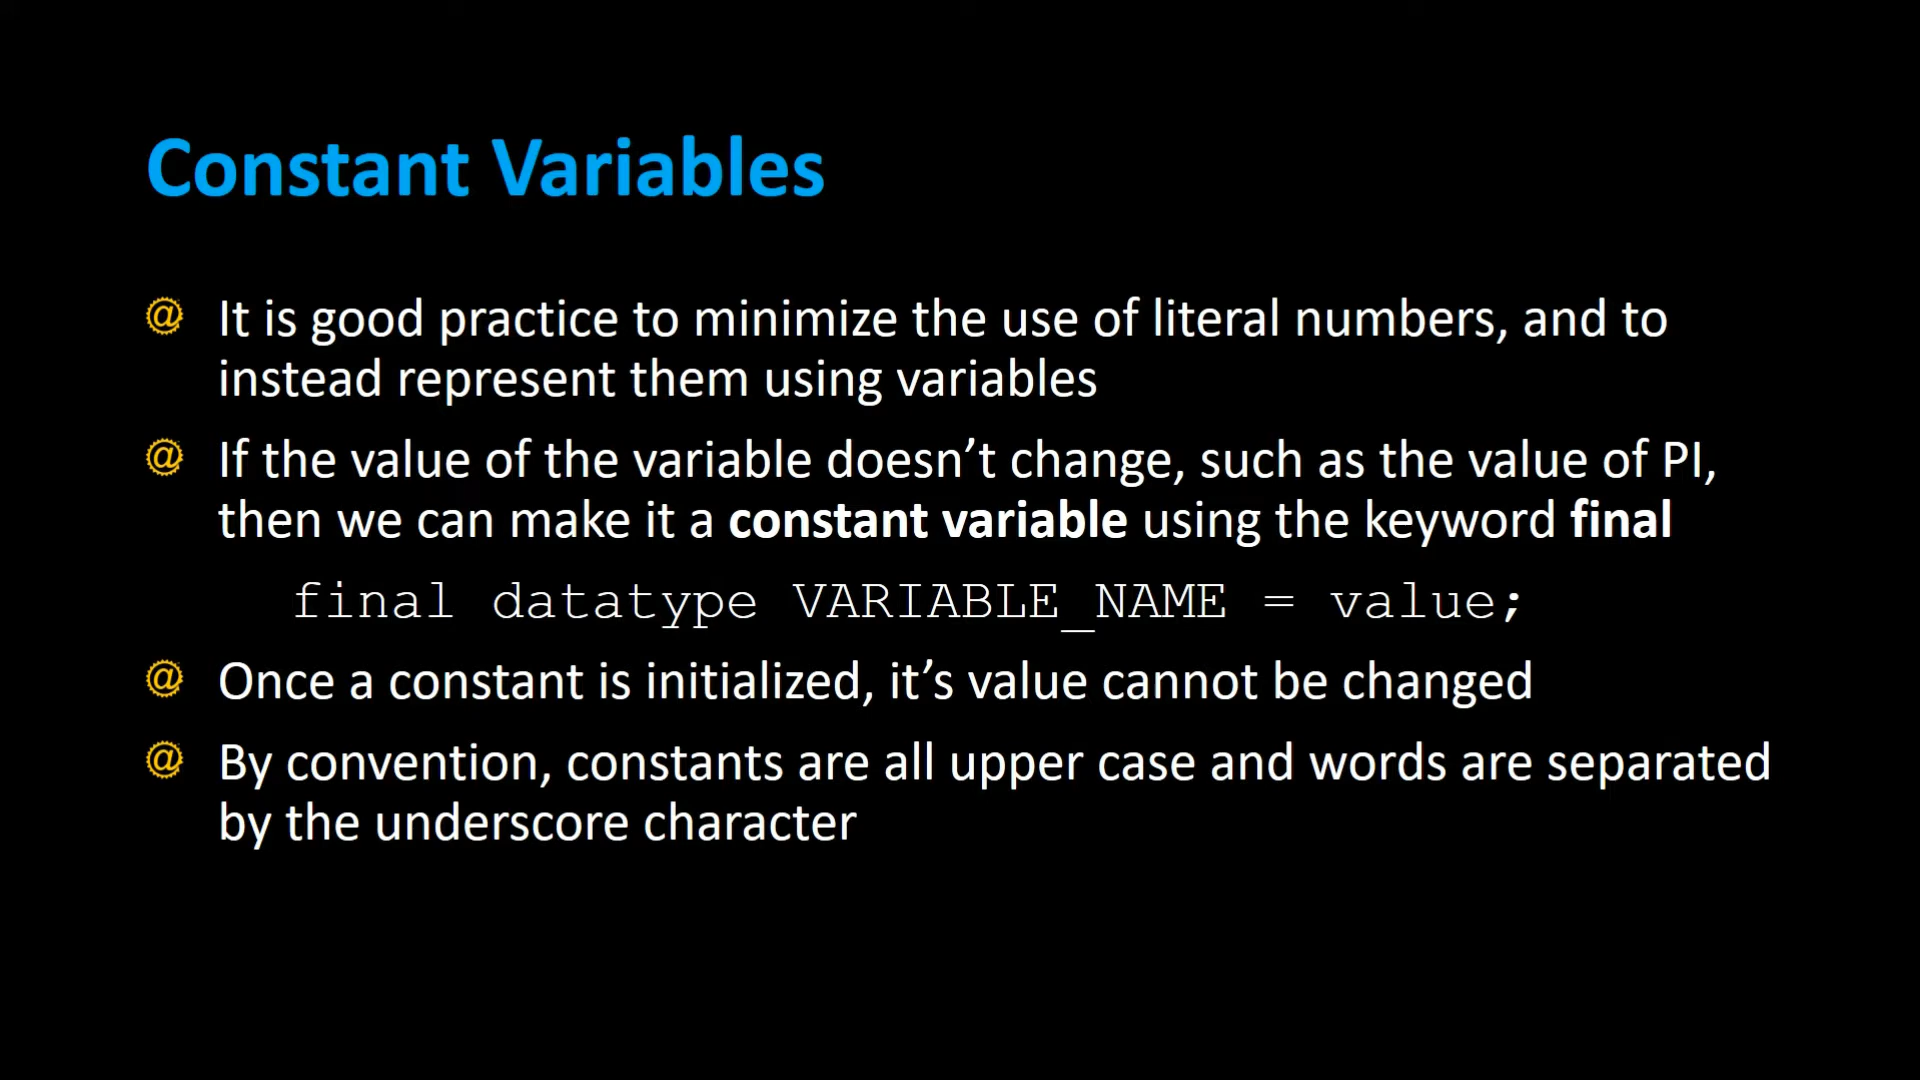 Constant Variables
@ It is good practice to minimize the use of literal numbers, and to
instead represent them using variables
@ If the value of the variable doesn’t change, such as the value of PI,
then we can make it a constant variable using the keyword final
final datatype VARIABLE_NAME = value;
@ Once a constant is initialized, it’s value cannot be changed
@ By convention, constants are all upper case and words are separated
by the underscore character